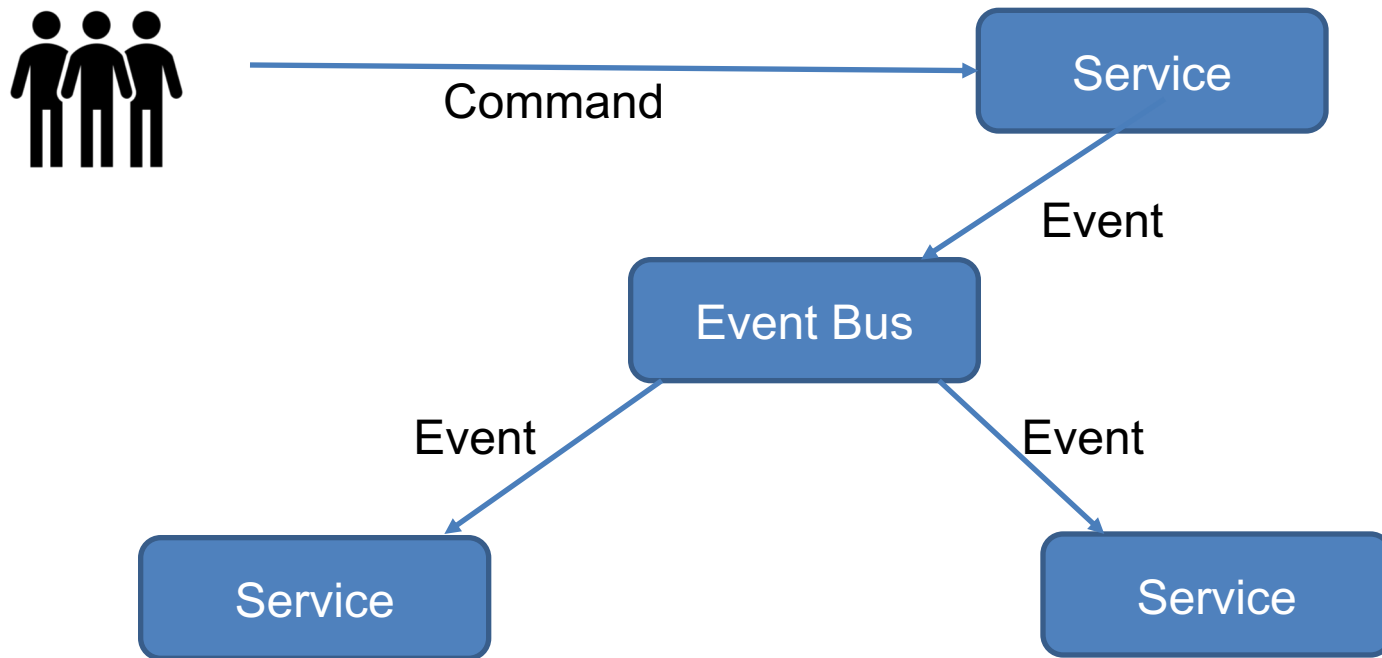 Service
Command
Event
Event Bus
Event
Event
Service
Service